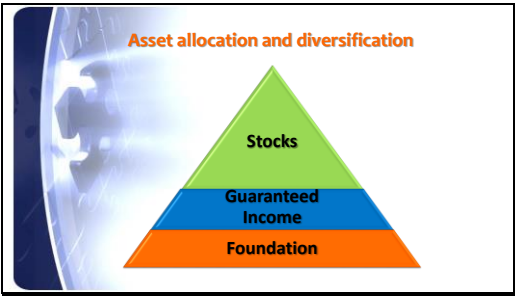 Asset allocation and diversification
Stocks
Guaranteed
Income
Foundation